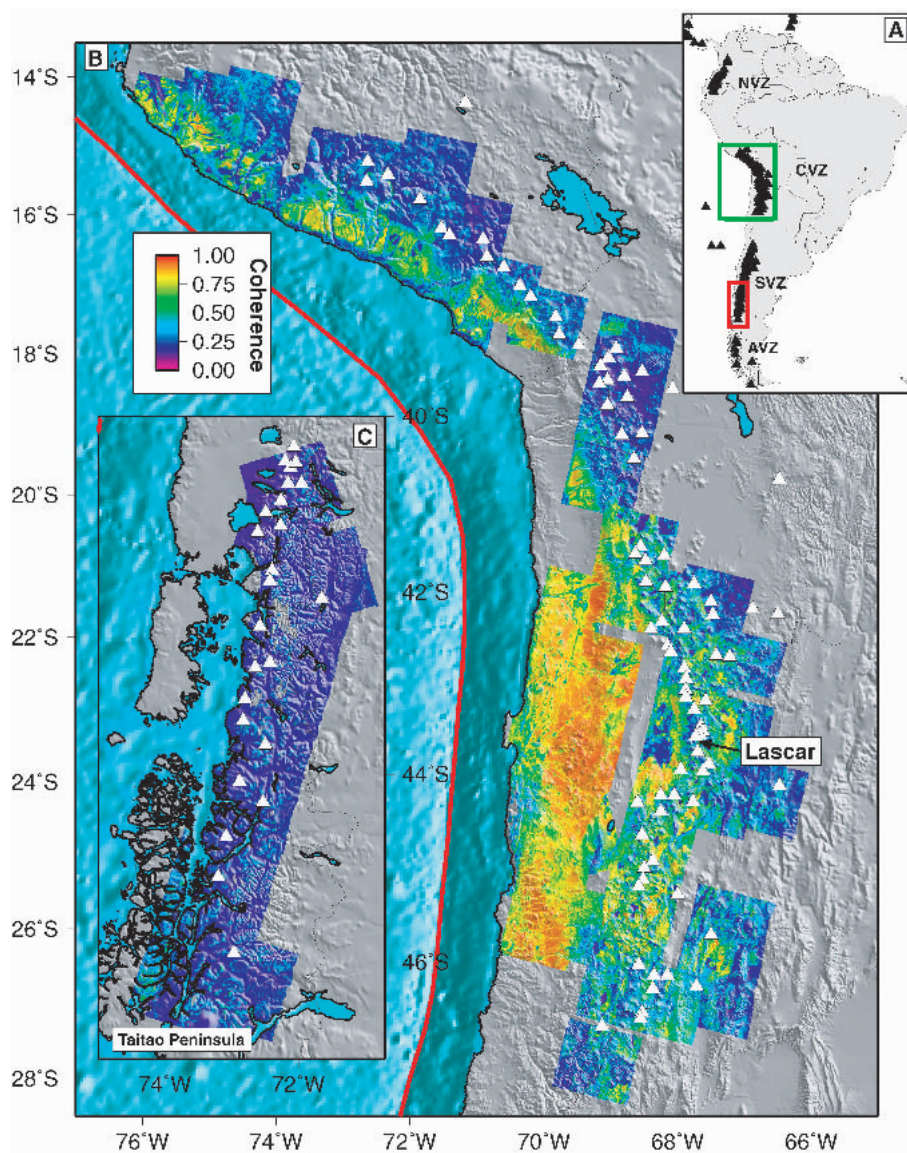 A
NVZ
CVZ
SVZ
AVZ
B
14˚S
16˚S
18˚S
20˚S
22˚S
24˚S
26˚S
28˚S
1.00
0.75
0.50
0.25
0.00
Coherence
C
40˚S
42˚S
44˚S
46˚S
Lascar
Taitao Peninsula
74˚W
72˚W
76˚W
74˚W
72˚W
70˚W
68˚W
66˚W